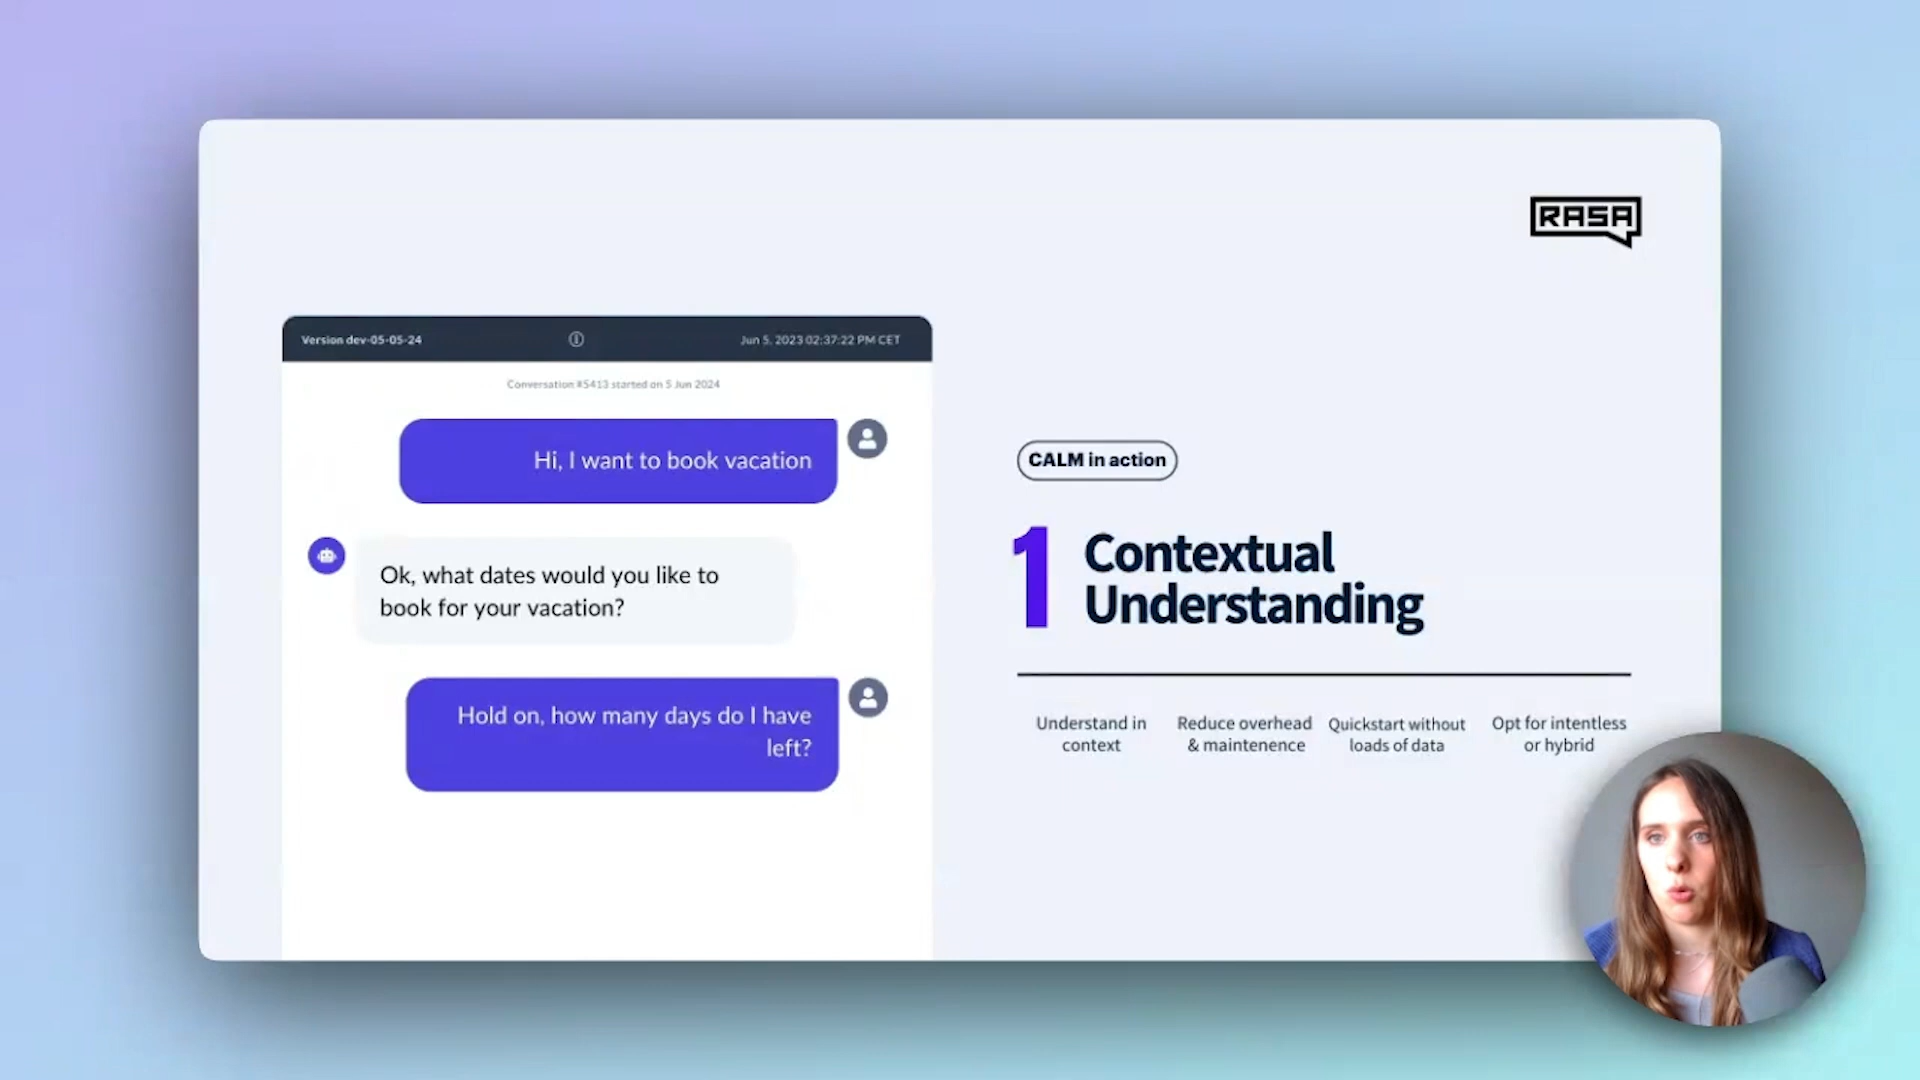 RASA
Version dev-05-05-24
Jun 5, 2023 02:37:22 PM CET
Conversation #5413 started on 5 Jun 2024
Hi, I want to book vacation
Ok, what dates would you like to
book for your vacation?
Hold on, how many days do I have
left?
CALM in action
1 Contextual
Understanding
Understand in
context
Reduce overhead
& maintenence
Quickstart without
loads of data
Opt for intentless
or hybrid